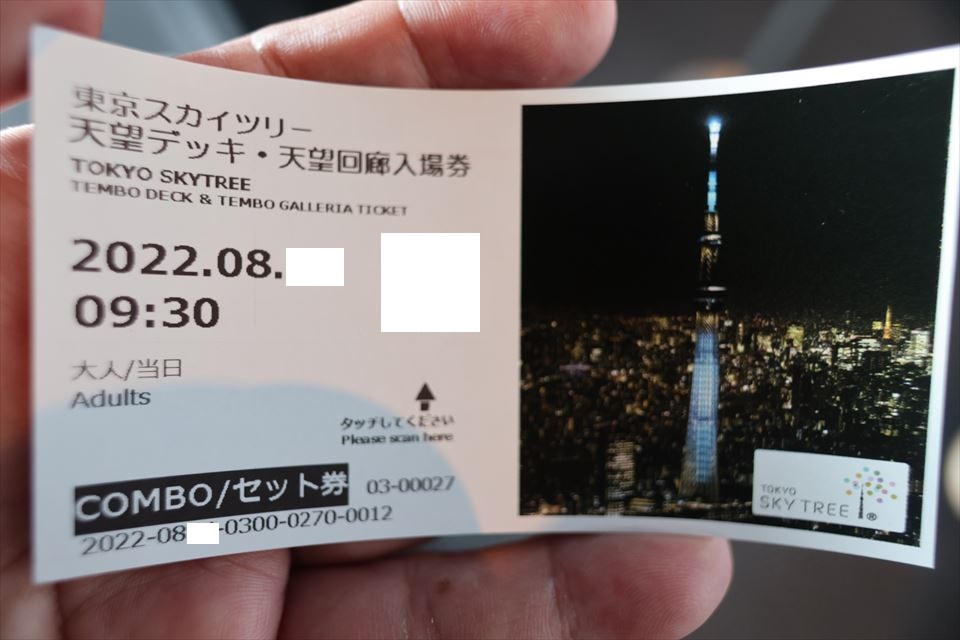 東京スカイツリー
天望デッキ・天望回廊入場券
TOKYO SKYTREE
TEMBO DECK & TEMBO GALLERIA TICKET
2022.08.
09:30
大人/当日
Adults
タッチしてください
Please scan here
COMBO/セット券 03-00027
2022-08 -0300-0270-0012
TOKYO
SKYTREE®